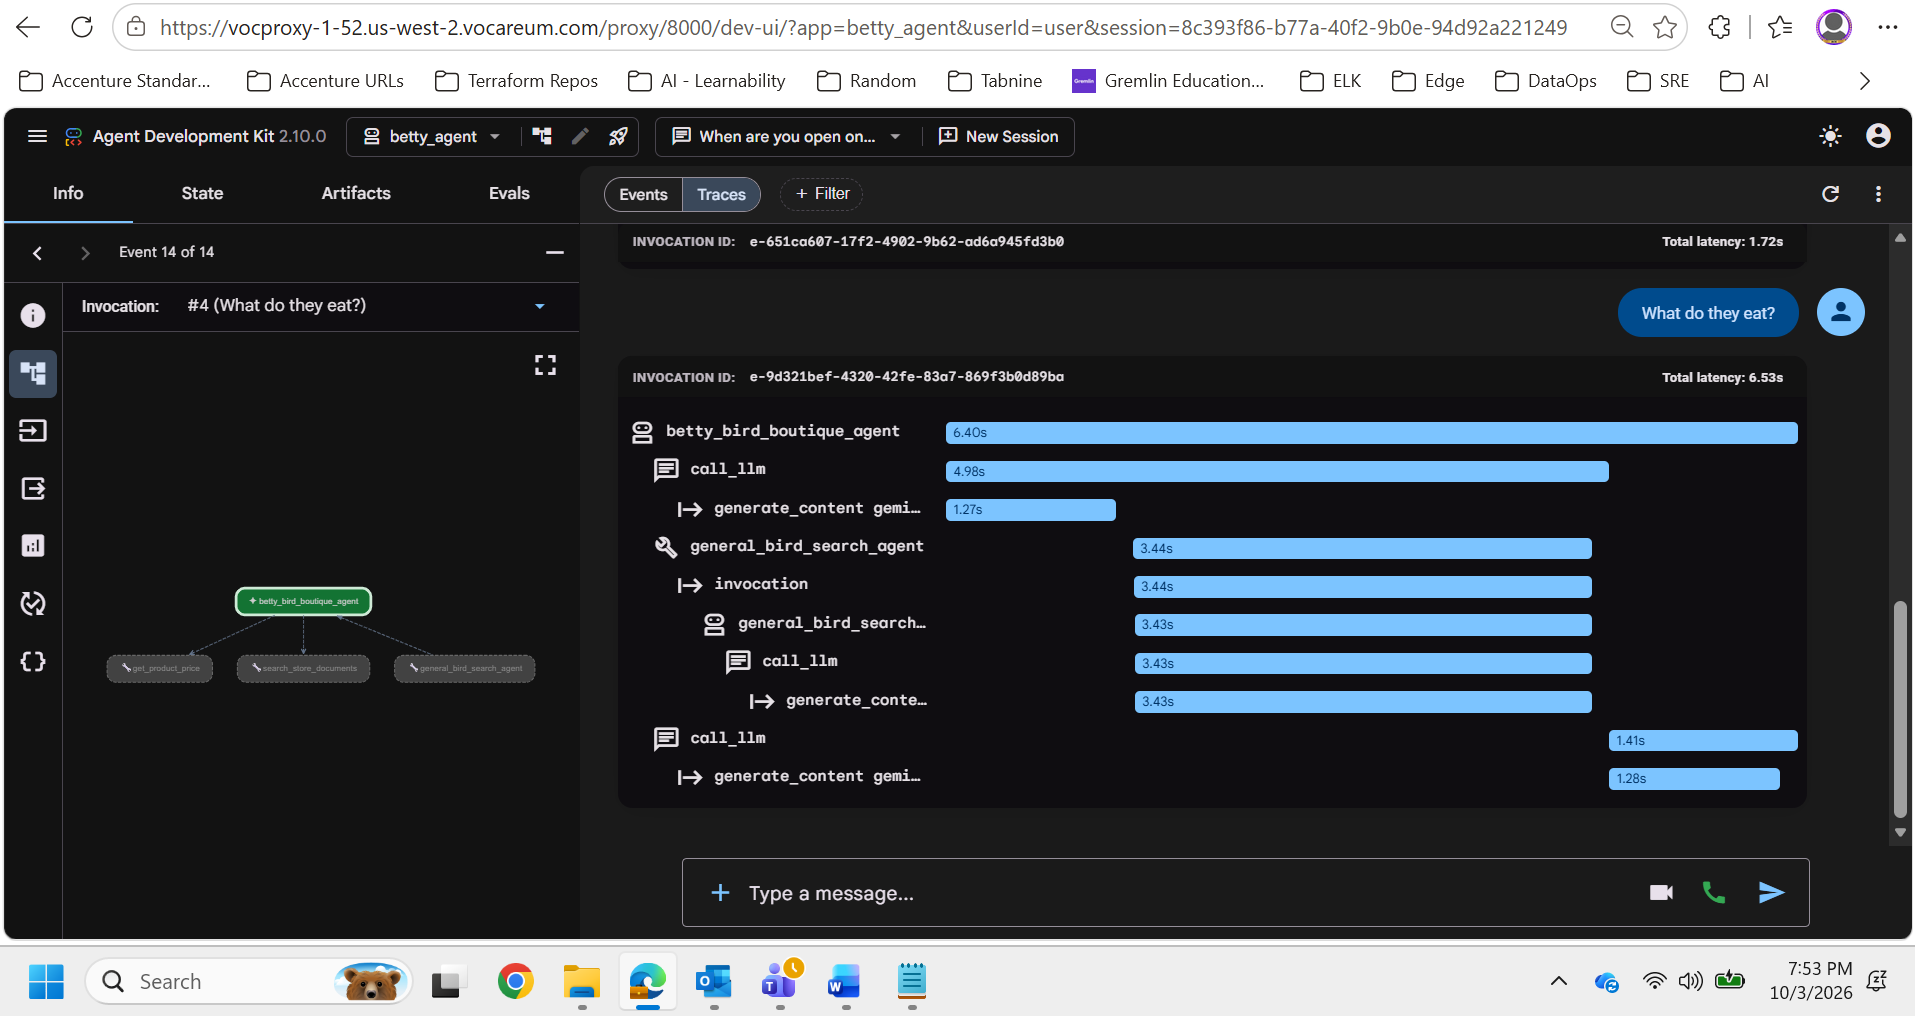 https://vocproxy-1-52.us-west-2.vocareum.com/proxy/8000/dev-ui/?app=betty_agent&userId=user&session=8c393f86-b77a-40f2-9b0e-94d92a221249
Accenture Standar... Accenture URLs Terraform Repos AI - Learnability Random Tabnine Gremlin Gremlin Education... ELK Edge DataOps SRE AI
Agent Development Kit 2.10.0 betty_agent When are you open on... New Session
Info State Artifacts Evals Events Traces + Filter
Event 14 of 14
Invocation: #4 (What do they eat?)
betty_bird_boutique_agent
get_product_price search_store_documents general_bird_search_agent
INVOCATION ID: e-651ca607-17f2-4902-9b62-ad6a945fd3b0 Total latency: 1.72s
What do they eat?
INVOCATION ID: e-9d321bef-4320-42fe-83a7-869f3b0d89ba Total latency: 6.53s
betty_bird_boutique_agent 6.40s
call_llm 4.98s
generate_content gemi... 1.27s
general_bird_search_agent 3.44s
invocation 3.44s
general_bird_search... 3.43s
call_llm 3.43s
generate_conte... 3.43s
call_llm 1.41s
generate_content gemi... 1.28s
Type a message...
Search
7:53 PM
10/3/2026